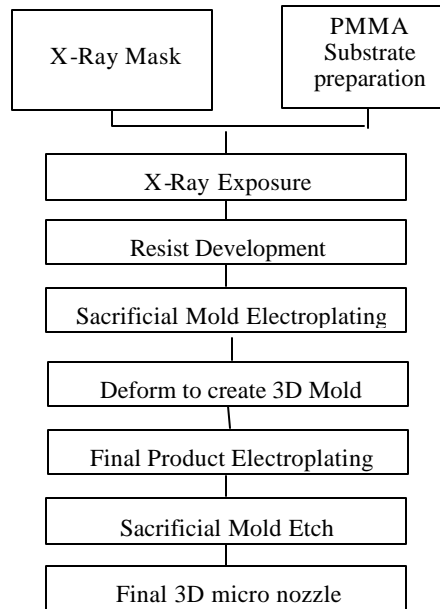 X-Ray Mask
PMMA
Substrate
preparation
X-Ray Exposure
Resist Development
Sacrificial Mold Electroplating
Deform to create 3D Mold
Final Product Electroplating
Sacrificial Mold Etch
Final 3D micro nozzle